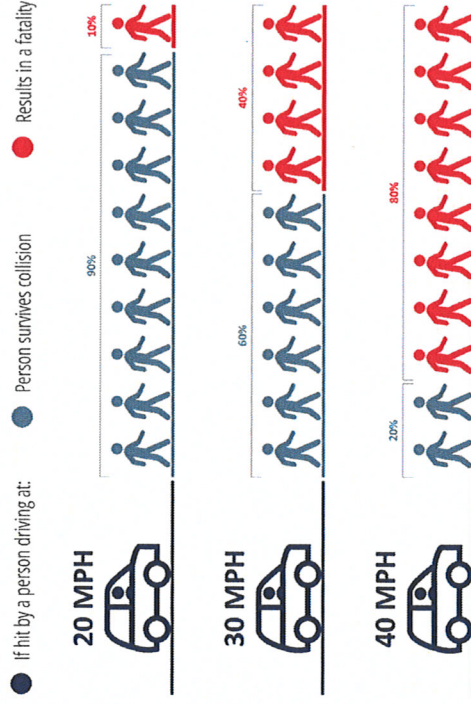 If hit by a person driving at:
Person survives collision
Results in a fatality
20 MPH
90%
10%
30 MPH
60%
40%
40 MPH
20%
80%